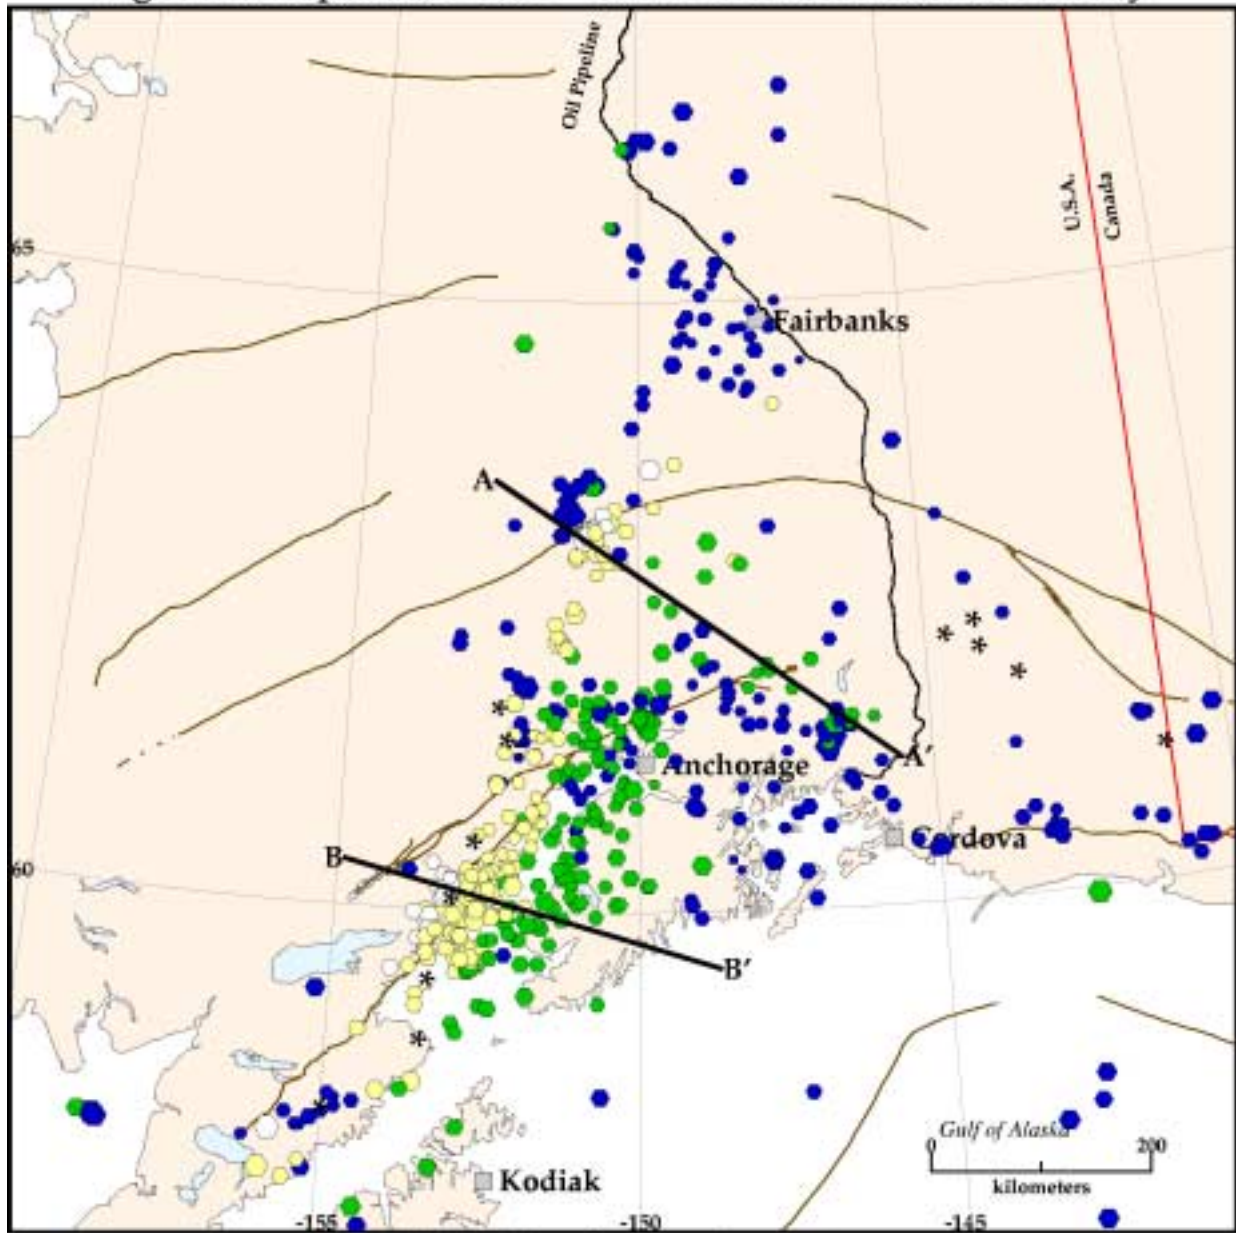 Oil Pipeline
U.S.A.
Canada
65
Fairbanks
A
Anchorage
A'
Cordova
B
60
B'
Gulf of Alaska
0 200
kilometers
Kodiak
-155 -150 -145